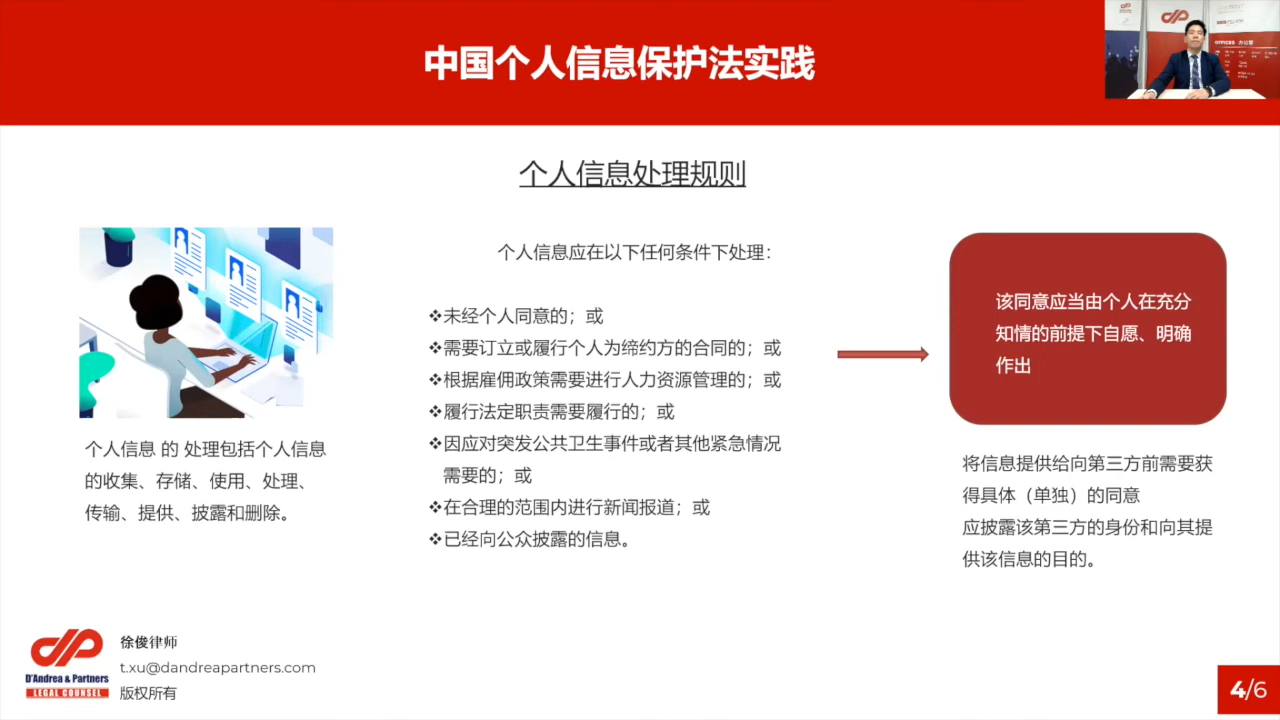 中国个人信息保护法实践
OFFICES 办公室
个人信息处理规则
个人信息 的 处理包括个人信息
的收集、存储、使用、处理、
传输、提供、披露和删除。
个人信息应在以下任何条件下处理：
❖未经个人同意的；或
❖需要订立或履行个人为缔约方的合同的；或
❖根据雇佣政策需要进行人力资源管理的；或
❖履行法定职责需要履行的；或
❖因应对突发公共卫生事件或者其他紧急情况
需要的；或
❖在合理的范围内进行新闻报道；或
❖已经向公众披露的信息。
该同意应当由个人在充分
知情的前提下自愿、明确
作出
将信息提供给向第三方前需要获
得具体（单独）的同意
应披露该第三方的身份和向其提
供该信息的目的。
D'Andrea & Partners
LEGAL COUNSEL
徐俊律师
t.xu@dandreapartners.com
版权所有
4/6